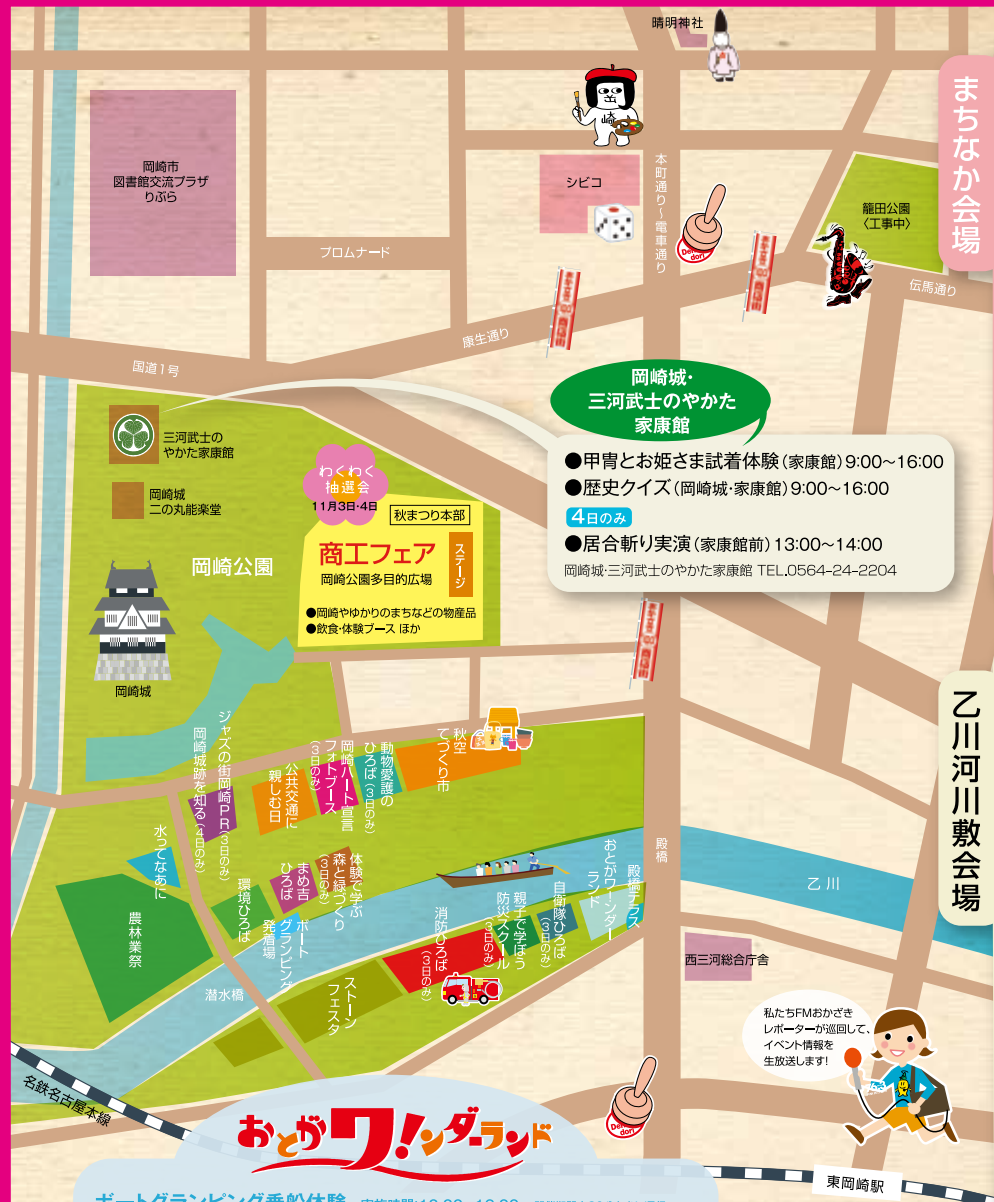 晴明神社
まちなか会場
岡崎市
図書館交流プラザ
りぶら
シビコ
本町通り～電車通り
籠田公園
〈工事中〉
プロムナード
伝馬通り
康生通り
国道1号
三河武士の
やかた家康館
岡崎城
二の丸能楽堂
岡崎公園
岡崎城
わくわく
抽選会
11月3日・4日
秋まつり本部
商工フェア
岡崎公園多目的広場
ステージ
●岡崎やゆかりのまちなどの物産品
●飲食・体験ブース ほか
岡崎城・
三河武士のやかた
家康館
●甲冑とお姫さま試着体験(家康館)9:00～16:00
●歴史クイズ(岡崎城・家康館)9:00～16:00
4日のみ
●居合斬り実演(家康館前)13:00～14:00
岡崎城・三河武士のやかた家康館 TEL.0564-24-2204
乙川河川敷会場
秋空
てづくり市
動物愛護の
ひろば(3日のみ)
岡崎ハート宣言
フォトブース
(3日のみ)
公共交通に
親しむ日
ジャズの街岡崎PR(3日のみ)
岡崎城跡を知る(4日のみ)
水ってなあに
農林業祭
環境ひろば
まめ吉
ひろば
体験で学ぶ
森と緑づくり
(3日のみ)
ボート
グランピング
発着場
潜水橋
ストーン
フェスタ
消防ひろば
(3日のみ)
親子で学ぼう
防災スクール
(3日のみ)
自衛隊ひろば
(3日のみ)
おとがワ!ンダー
ランド
殿橋テラス
殿橋
乙川
西三河総合庁舎
私たちFMおかざき
レポーターが巡回して、
イベント情報を
生放送します!
名鉄名古屋本線
東岡崎駅
おとがワ!ンダーランド
ボートグランピング乗船体験